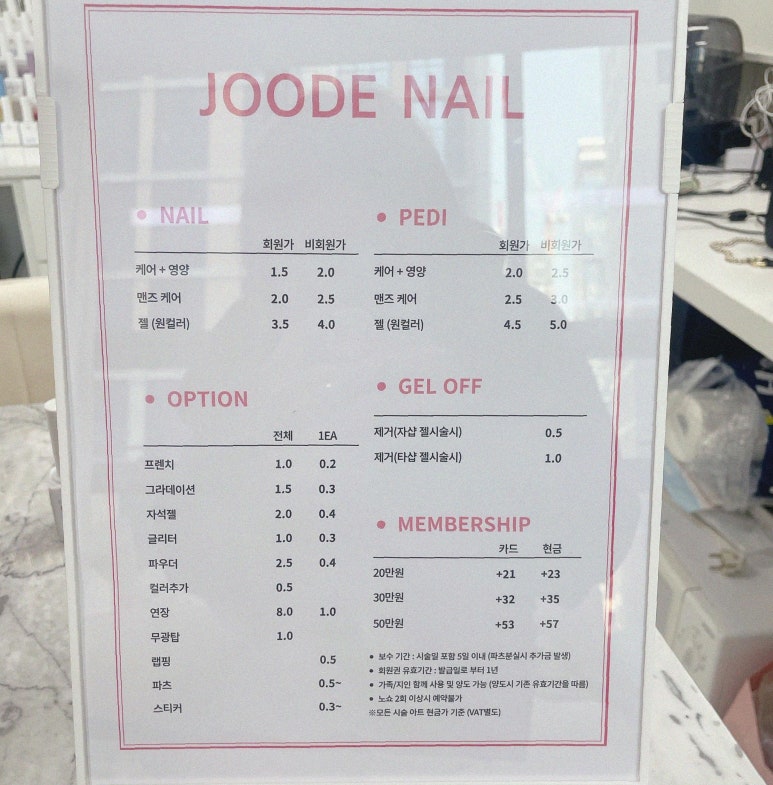 JOODE NAIL
• NAIL
회원가 비회원가
케어 + 영양 1.5 2.0
맨즈 케어 2.0 2.5
젤 (원컬러) 3.5 4.0
• PEDI
회원가 비회원가
케어 + 영양 2.0 2.5
맨즈 케어 2.5 3.0
젤 (원컬러) 4.5 5.0
• OPTION
전체 1EA
프렌치 1.0 0.2
그라데이션 1.5 0.3
자석젤 2.0 0.4
글리터 1.0 0.3
파우더 2.5 0.4
컬러추가 0.5
연장 8.0 1.0
무광탑 1.0
랩핑 0.5
파츠 0.5~
스티커 0.3~
• GEL OFF
제거(자샵 젤시술시) 0.5
제거(타샵 젤시술시) 1.0
• MEMBERSHIP
카드 현금
20만원 +21 +23
30만원 +32 +35
50만원 +53 +57
• 보수 기간 : 시술일 포함 5일 이내 (파츠분실시 추가금 발생)
• 회원권 유효기간 : 발급일로 부터 1년
• 가족/지인 함께 사용 및 양도 가능 (양도시 기존 유효기간을 따름)
• 노쇼 2회 이상시 예약불가
※모든 시술 아트 현금가 기준 (VAT별도)